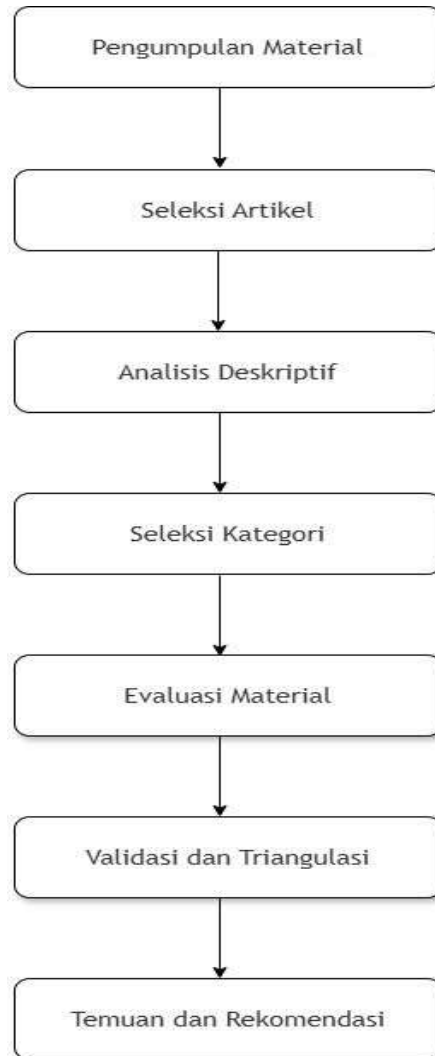 Pengumpulan Material
Seleksi Artikel
Analisis Deskriptif
Seleksi Kategori
Evaluasi Material
Validasi dan Triangulasi
Temuan dan Rekomendasi